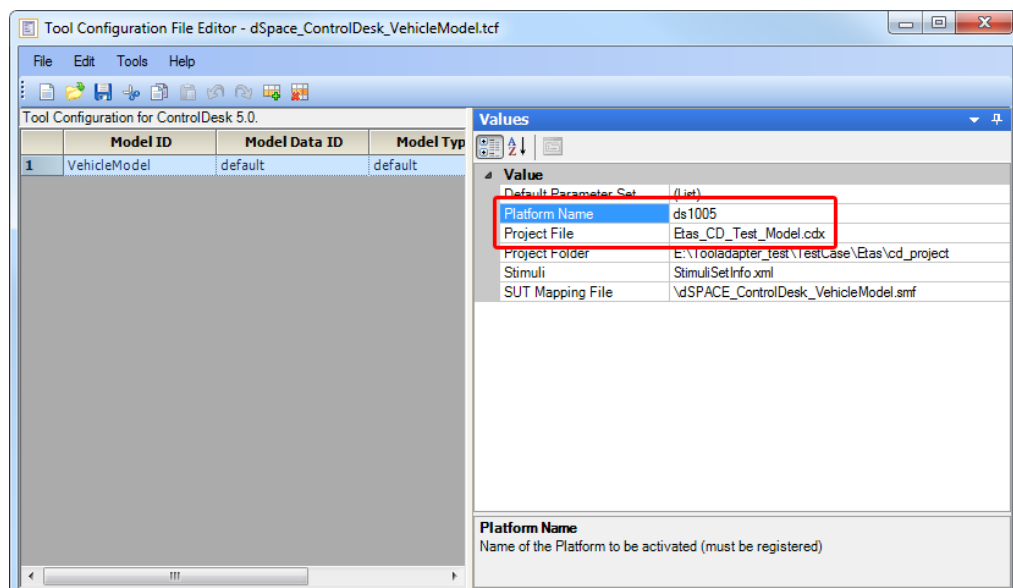 Tool Configuration File Editor - dSpace_ControlDesk_VehicleModel.tcf
File Edit Tools Help
Tool Configuration for ControlDesk 5.0.
Values
Model ID Model Data ID Model Typ
1 VehicleModel default default
Value
Default Parameter Set (List)
Platform Name ds1005
Project File Etas_CD_Test_Model.cdx
Project Folder E:\Tooladapter_test\TestCase\Etas\cd_project
Stimuli StimuliSetInfo.xml
SUT Mapping File \dSPACE_ControlDesk_VehicleModel.smf
Platform Name
Name of the Platform to be activated (must be registered)